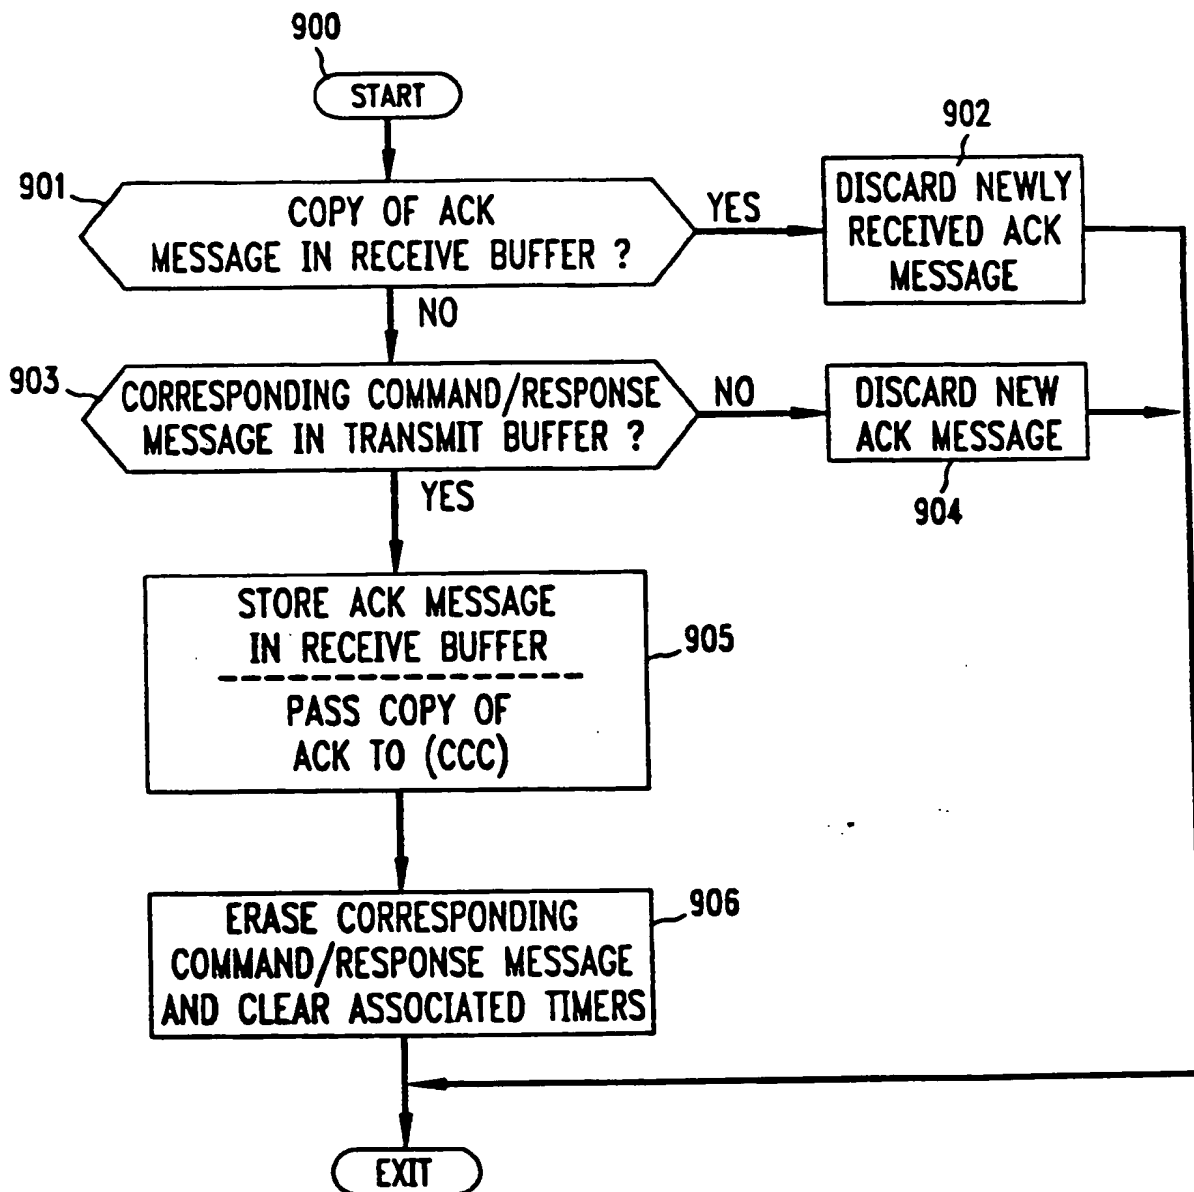 900
START
901
COPY OF ACK
MESSAGE IN RECEIVE BUFFER ?
YES
902
DISCARD NEWLY
RECEIVED ACK
MESSAGE
NO
903
CORRESPONDING COMMAND/RESPONSE
MESSAGE IN TRANSMIT BUFFER ?
NO
DISCARD NEW
ACK MESSAGE
904
YES
STORE ACK MESSAGE
IN RECEIVE BUFFER
905
PASS COPY OF
ACK TO (CCC)
906
ERASE CORRESPONDING
COMMAND/RESPONSE MESSAGE
AND CLEAR ASSOCIATED TIMERS
EXIT